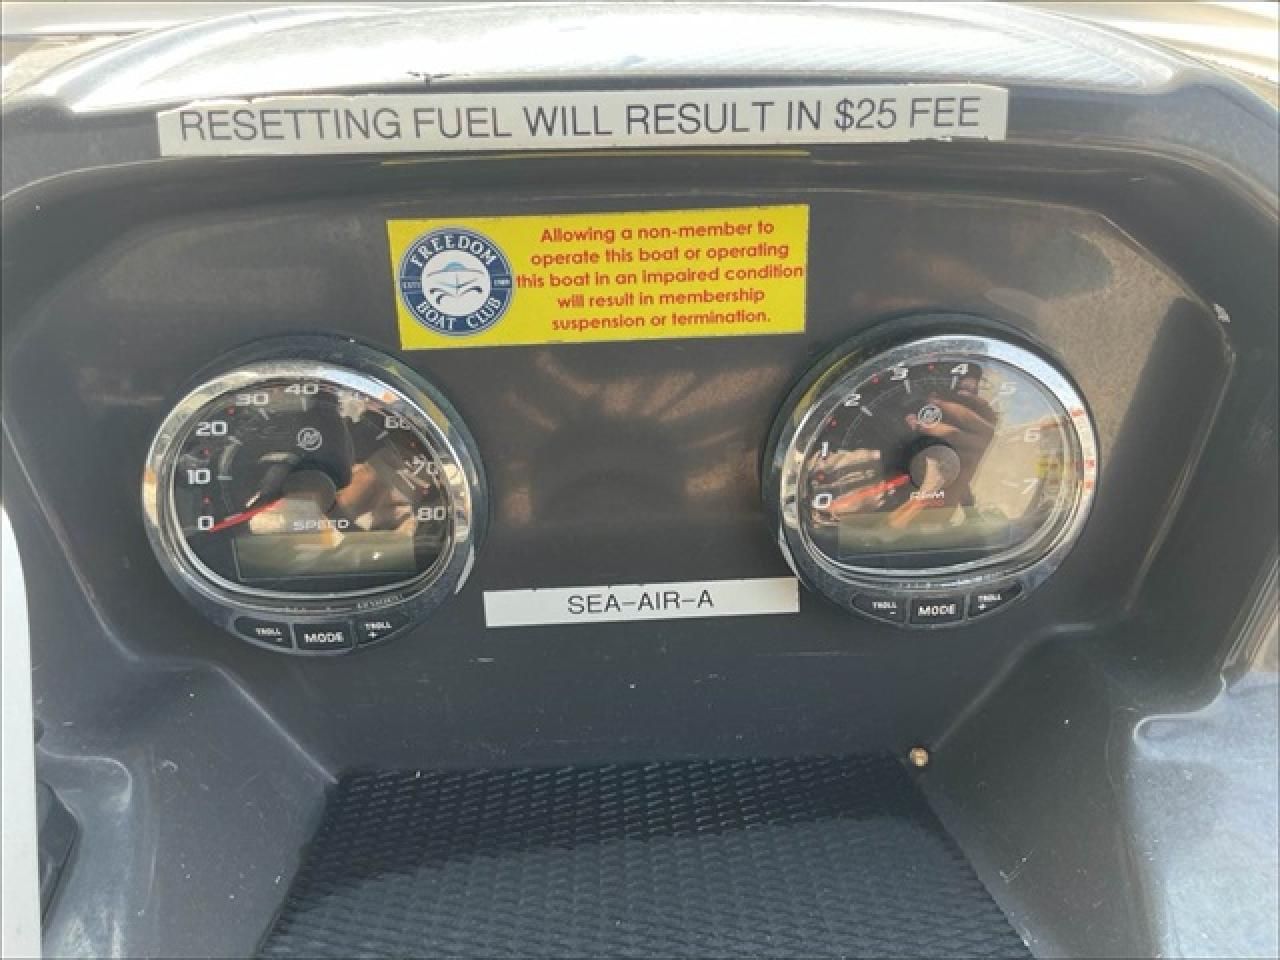 RESETTING FUEL WILL RESULT IN $25 FEE
FREEDOM
BOAT CLUB
Allowing a non-member to
operate this boat or operating
this boat in an impaired condition
will result in membership
suspension or termination.
0 10 20 30 40 60 70 80
SPEED
TROLL - MODE TROLL +
SEA-AIR-A
0 1 2 3 4 5 6 7
RPM
TROLL - MODE TROLL +